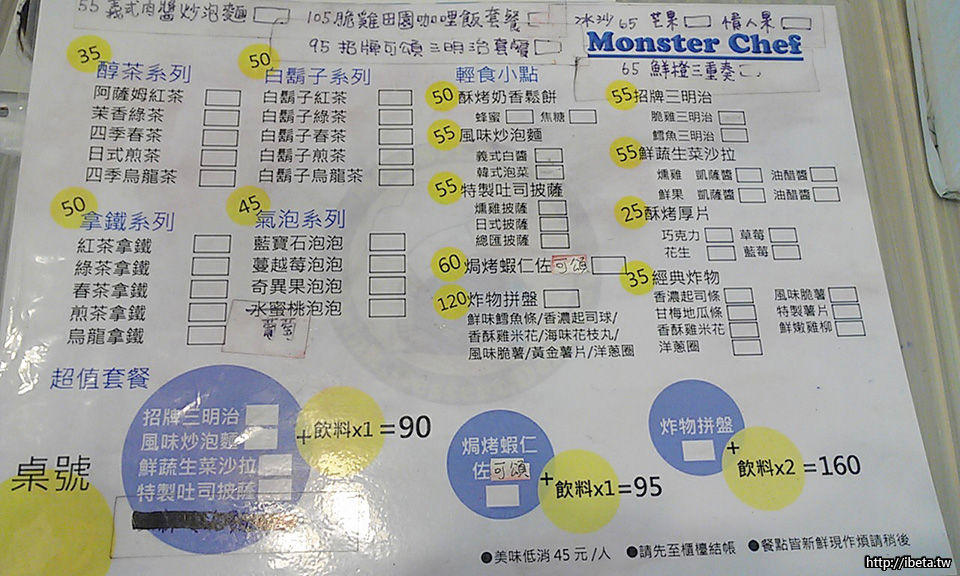 55 義式肉醬炒泡麵
105 脆雞田園咖哩飯套餐
冰沙 65 芒果 情人果
95 招牌可頌三明治套餐
Monster Chef
65 鮮橙三重奏
35 醇茶系列
阿薩姆紅茶
茉香綠茶
四季春茶
日式煎茶
四季烏龍茶
50 白鬍子系列
白鬍子紅茶
白鬍子綠茶
白鬍子春茶
白鬍子煎茶
白鬍子烏龍茶
50 拿鐵系列
紅茶拿鐵
綠茶拿鐵
春茶拿鐵
煎茶拿鐵
烏龍拿鐵
45 氣泡系列
藍寶石泡泡
蔓越莓泡泡
奇異果泡泡
水蜜桃泡泡
葡萄
輕食小點
50 酥烤奶香鬆餅
蜂蜜 焦糖
55 風味炒泡麵
義式白醬
韓式泡菜
55 特製吐司披薩
燻雞披薩
日式披薩
總匯披薩
60 焗烤蝦仁佐可頌
120 炸物拼盤
鮮味鱈魚條/香濃起司球/
香酥雞米花/海味花枝丸/
風味脆薯/黃金薯片/洋蔥圈
55 招牌三明治
脆雞三明治
鱈魚三明治
55 鮮蔬生菜沙拉
燻雞 凱薩醬 油醋醬
鮮果 凱薩醬 油醋醬
25 酥烤厚片
巧克力 草莓
花生 藍莓
35 經典炸物
香濃起司條 風味脆薯
甘梅地瓜條 特製薯片
香酥雞米花 鮮嫩雞柳
洋蔥圈
超值套餐
招牌三明治
風味炒泡麵
鮮蔬生菜沙拉
特製吐司披薩
+飲料x1=90
焗烤蝦仁
佐可頌
+飲料x1=95
炸物拼盤
+飲料x2=160
桌號
●美味低消 45 元/人 ●請先至櫃檯結帳 ●餐點皆新鮮現作煩請稍後
http://ibeta.tw